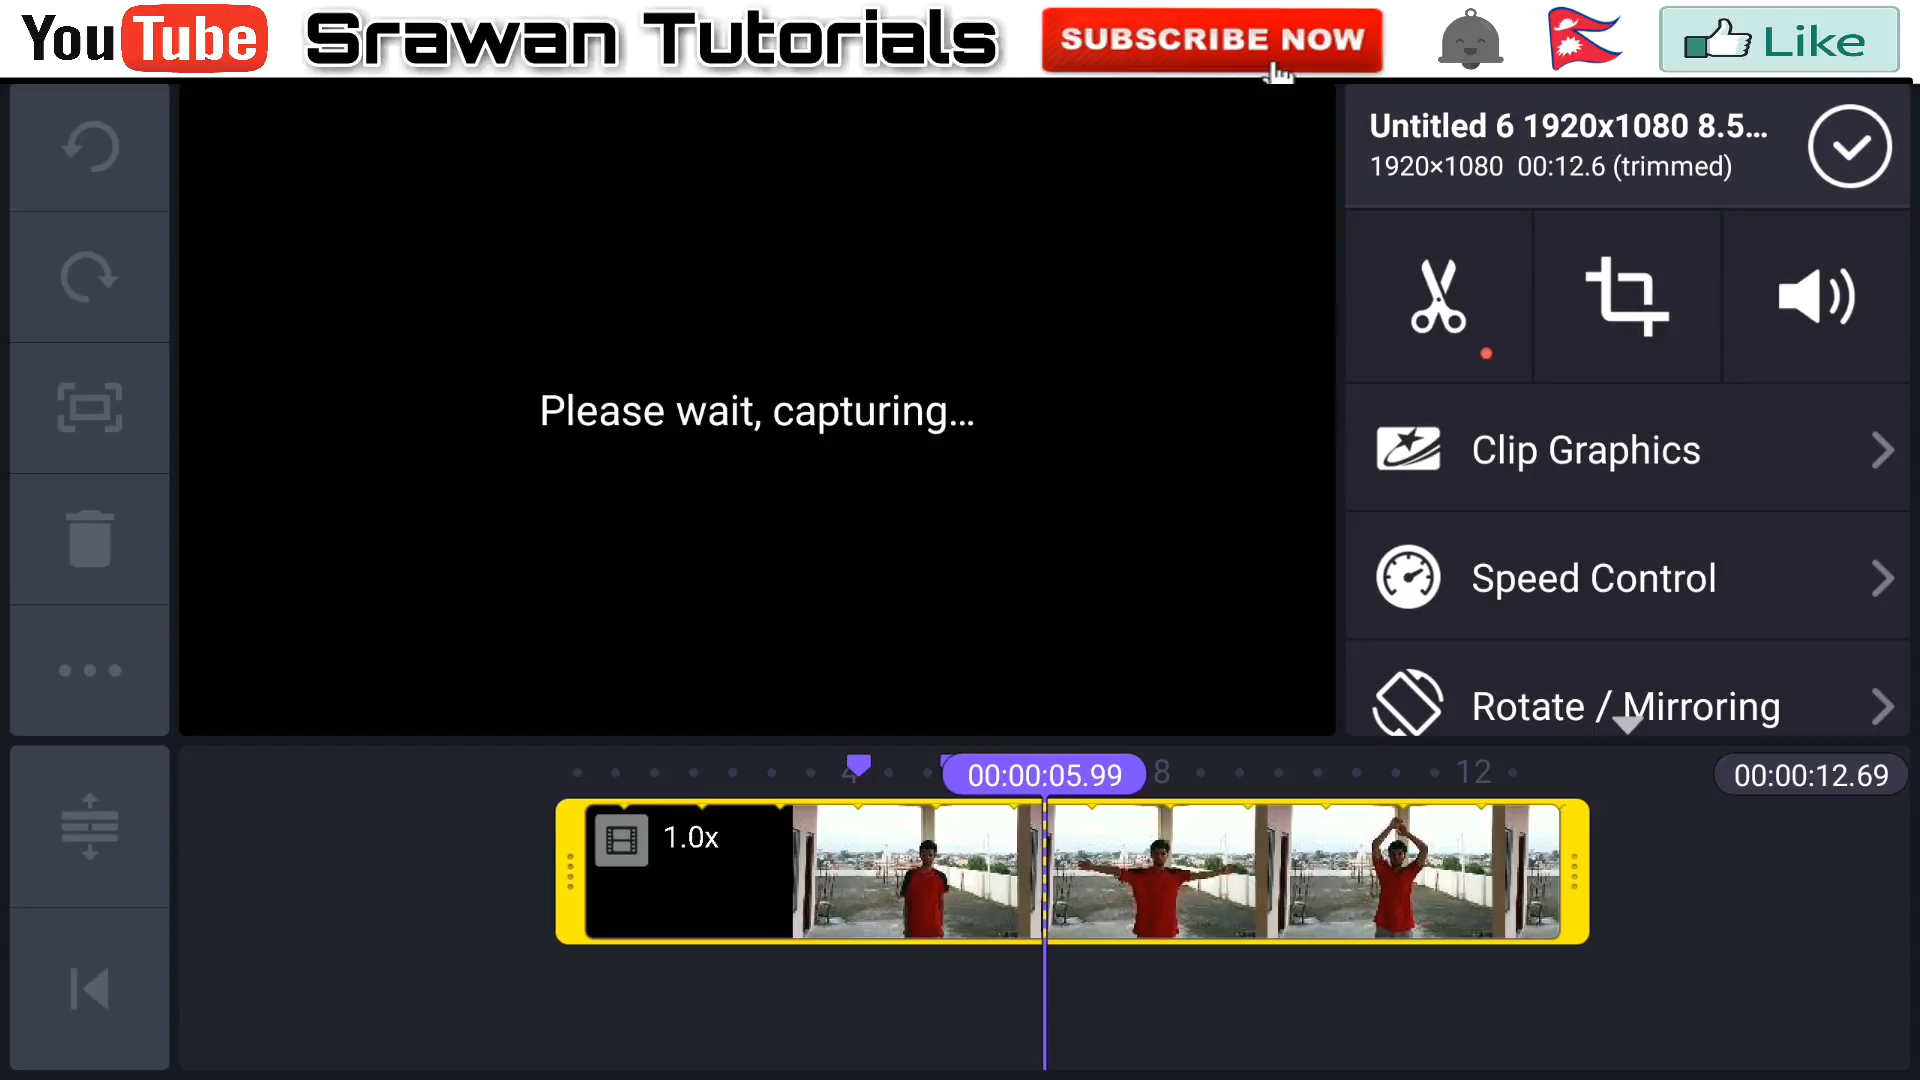 YouTube Srawan Tutorials SUBSCRIBE NOW Like
Untitled 6 1920x1080 8.5...
1920×1080 00:12.6 (trimmed)
Please wait, capturing...
Clip Graphics
Speed Control
Rotate / Mirroring
4 00:00:05.99 8 12 00:00:12.69
1.0x